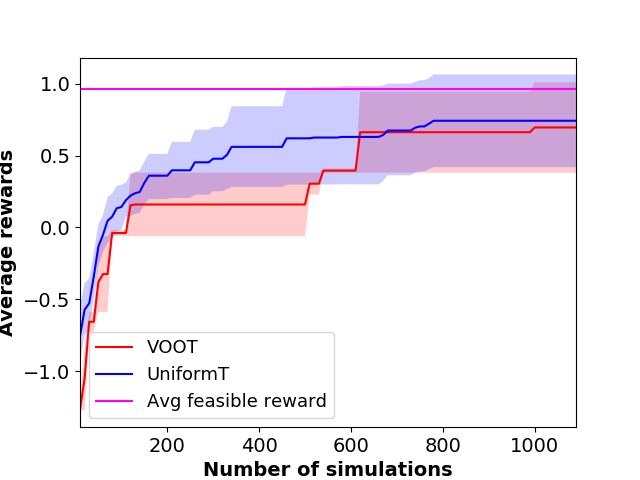 1.0
0.5
0.0
−0.5
−1.0
Average rewards
VOOT
UniformT
Avg feasible reward
200 400 600 800 1000
Number of simulations